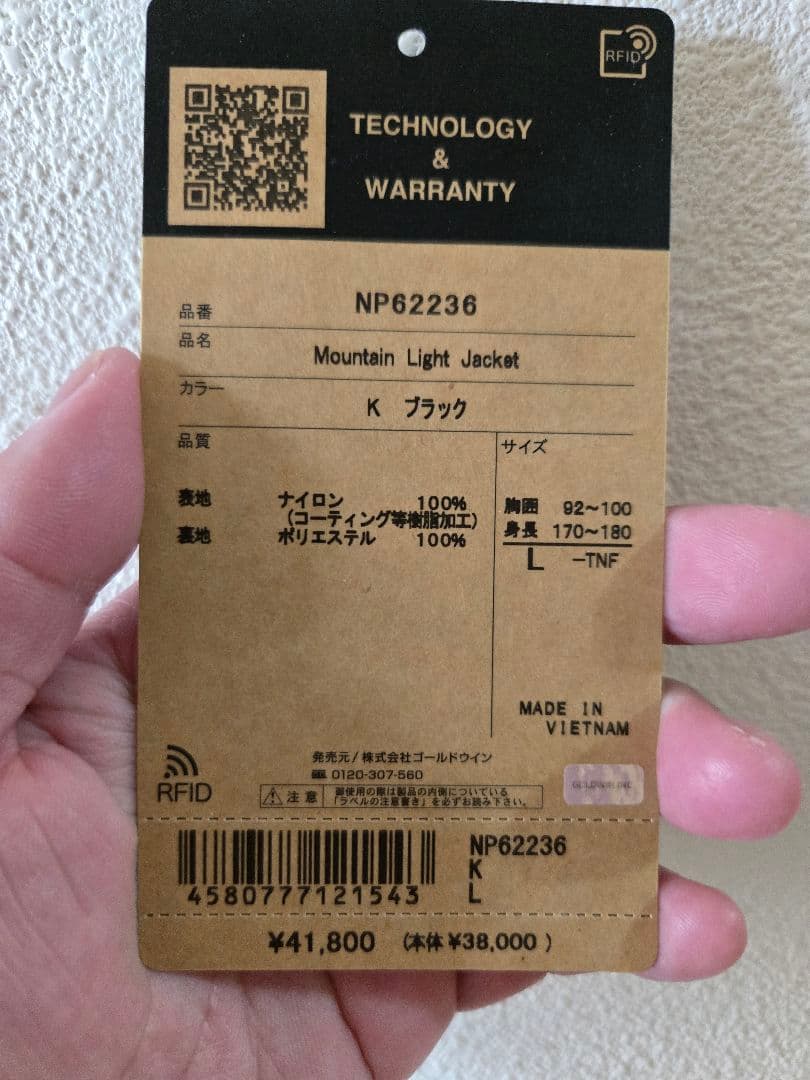 RFID
TECHNOLOGY
&
WARRANTY
品番 NP62236
品名 Mountain Light Jacket
カラー K ブラック
品質 サイズ
表地 ナイロン 100%
(コーティング等樹脂加工)
裏地 ポリエステル 100%
胸囲 92~100
身長 170~180
L -TNF
MADE IN
VIETNAM
RFID
発売元/株式会社ゴールドウイン
0120-307-560
注意 御使用の際は製品の内側についている
「ラベルの注意書き」を必ずお読み下さい。
GOLDWIN INC
4580777121543
NP62236
K
L
¥41,800 (本体¥38,000)